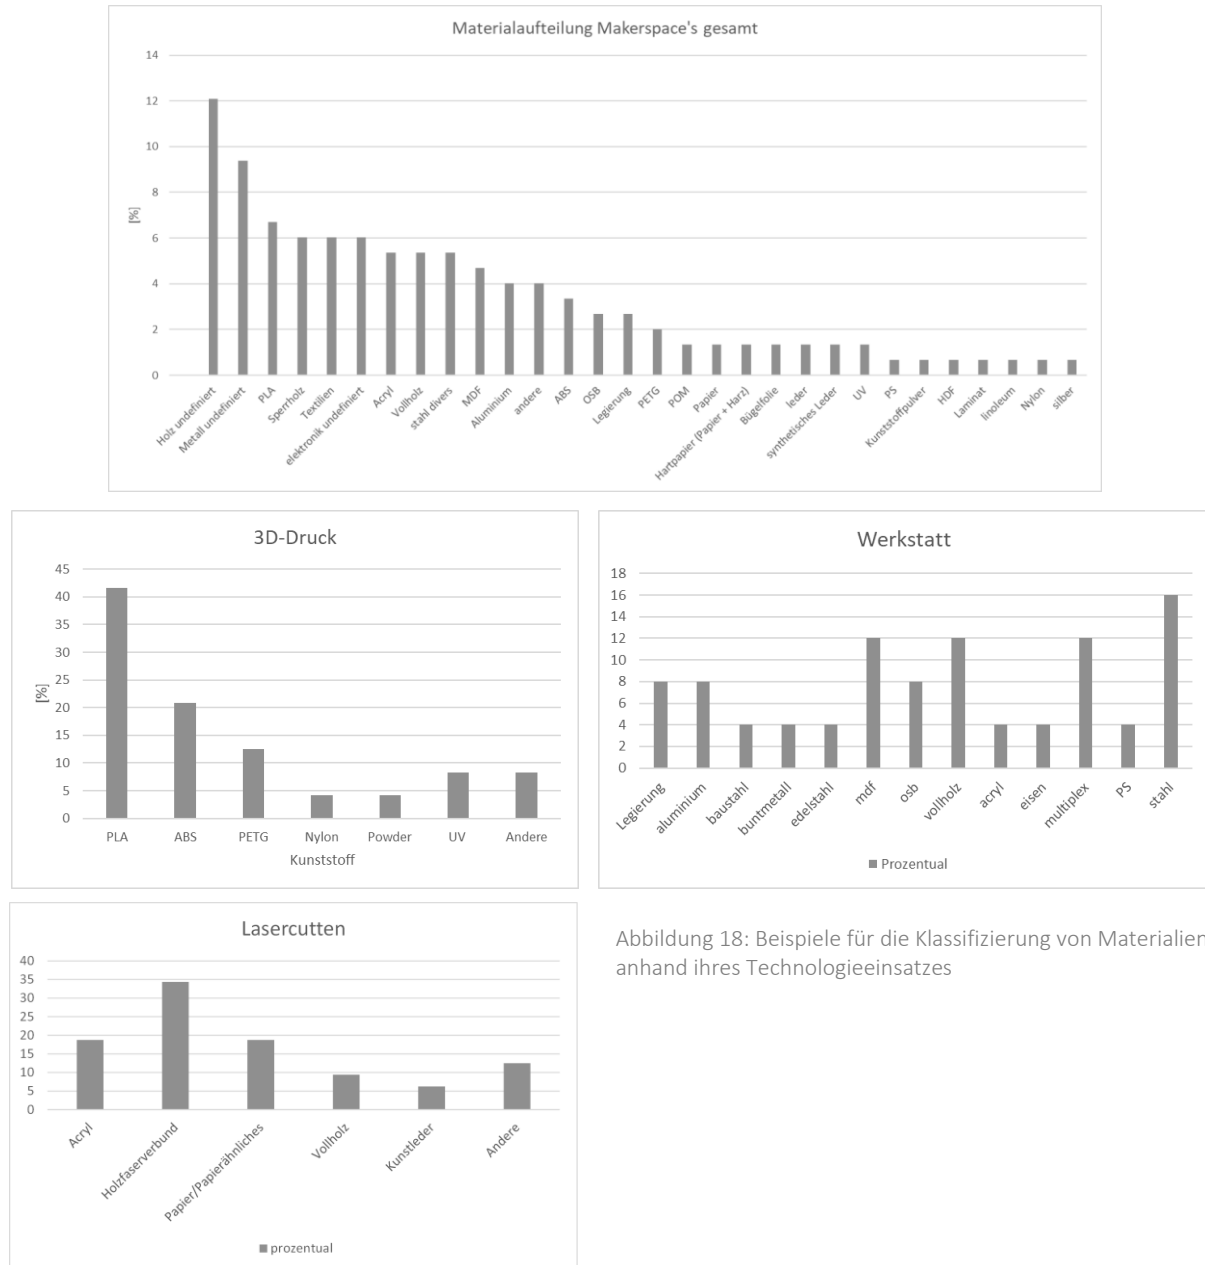 Materialaufteilung Makerspace's gesamt
14
12
10
8
6
4
2
0
[%]
Holz undefiniert
Metall undefiniert
PLA
Sperrholz
Textilien
elektronik undefiniert
Acryl
Vollholz
stahl divers
MDF
Aluminium
andere
ABS
OSB
Legierung
PETG
POM
Papier
Hartpapier (Papier + Harz)
Bügelfolie
leder
synthetisches Leder
UV
PS
Kunststoffpulver
HDF
Laminat
linoleum
Nylon
silber
3D-Druck
45
40
35
30
25
20
15
10
5
0
[%]
PLA
ABS
PETG
Nylon
Powder
UV
Andere
Kunststoff
Werkstatt
18
16
14
12
10
8
6
4
2
0
Legierung
aluminium
baustahl
buntmetall
edelstahl
mdf
osb
vollholz
acryl
eisen
multiplex
PS
stahl
Prozentual
Lasercutten
40
35
30
25
20
15
10
5
0
Acryl
Holzfaserverbund
Papier/Papierähnliches
Vollholz
Kunstleder
Andere
prozentual
Abbildung 18: Beispiele für die Klassifizierung von Materialien
anhand ihres Technologieeinsatzes